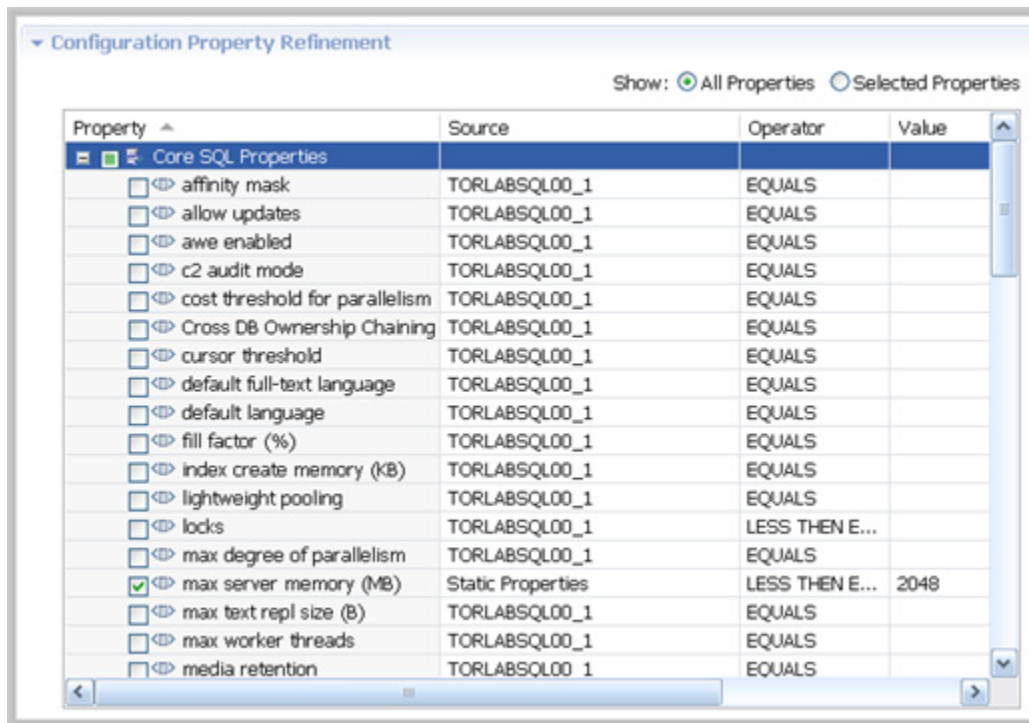 Configuration Property Refinement
Show: All Properties Selected Properties
Property Source Operator Value
Core SQL Properties
affinity mask TORLABSQL00_1 EQUALS
allow updates TORLABSQL00_1 EQUALS
awe enabled TORLABSQL00_1 EQUALS
c2 audit mode TORLABSQL00_1 EQUALS
cost threshold for parallelism TORLABSQL00_1 EQUALS
Cross DB Ownership Chaining TORLABSQL00_1 EQUALS
cursor threshold TORLABSQL00_1 EQUALS
default full-text language TORLABSQL00_1 EQUALS
default language TORLABSQL00_1 EQUALS
fill factor (%) TORLABSQL00_1 EQUALS
index create memory (KB) TORLABSQL00_1 EQUALS
lightweight pooling TORLABSQL00_1 EQUALS
locks TORLABSQL00_1 LESS THEN E...
max degree of parallelism TORLABSQL00_1 EQUALS
max server memory (MB) Static Properties LESS THEN E... 2048
max text repl size (B) TORLABSQL00_1 EQUALS
max worker threads TORLABSQL00_1 EQUALS
media retention TORLABSQL00_1 EQUALS